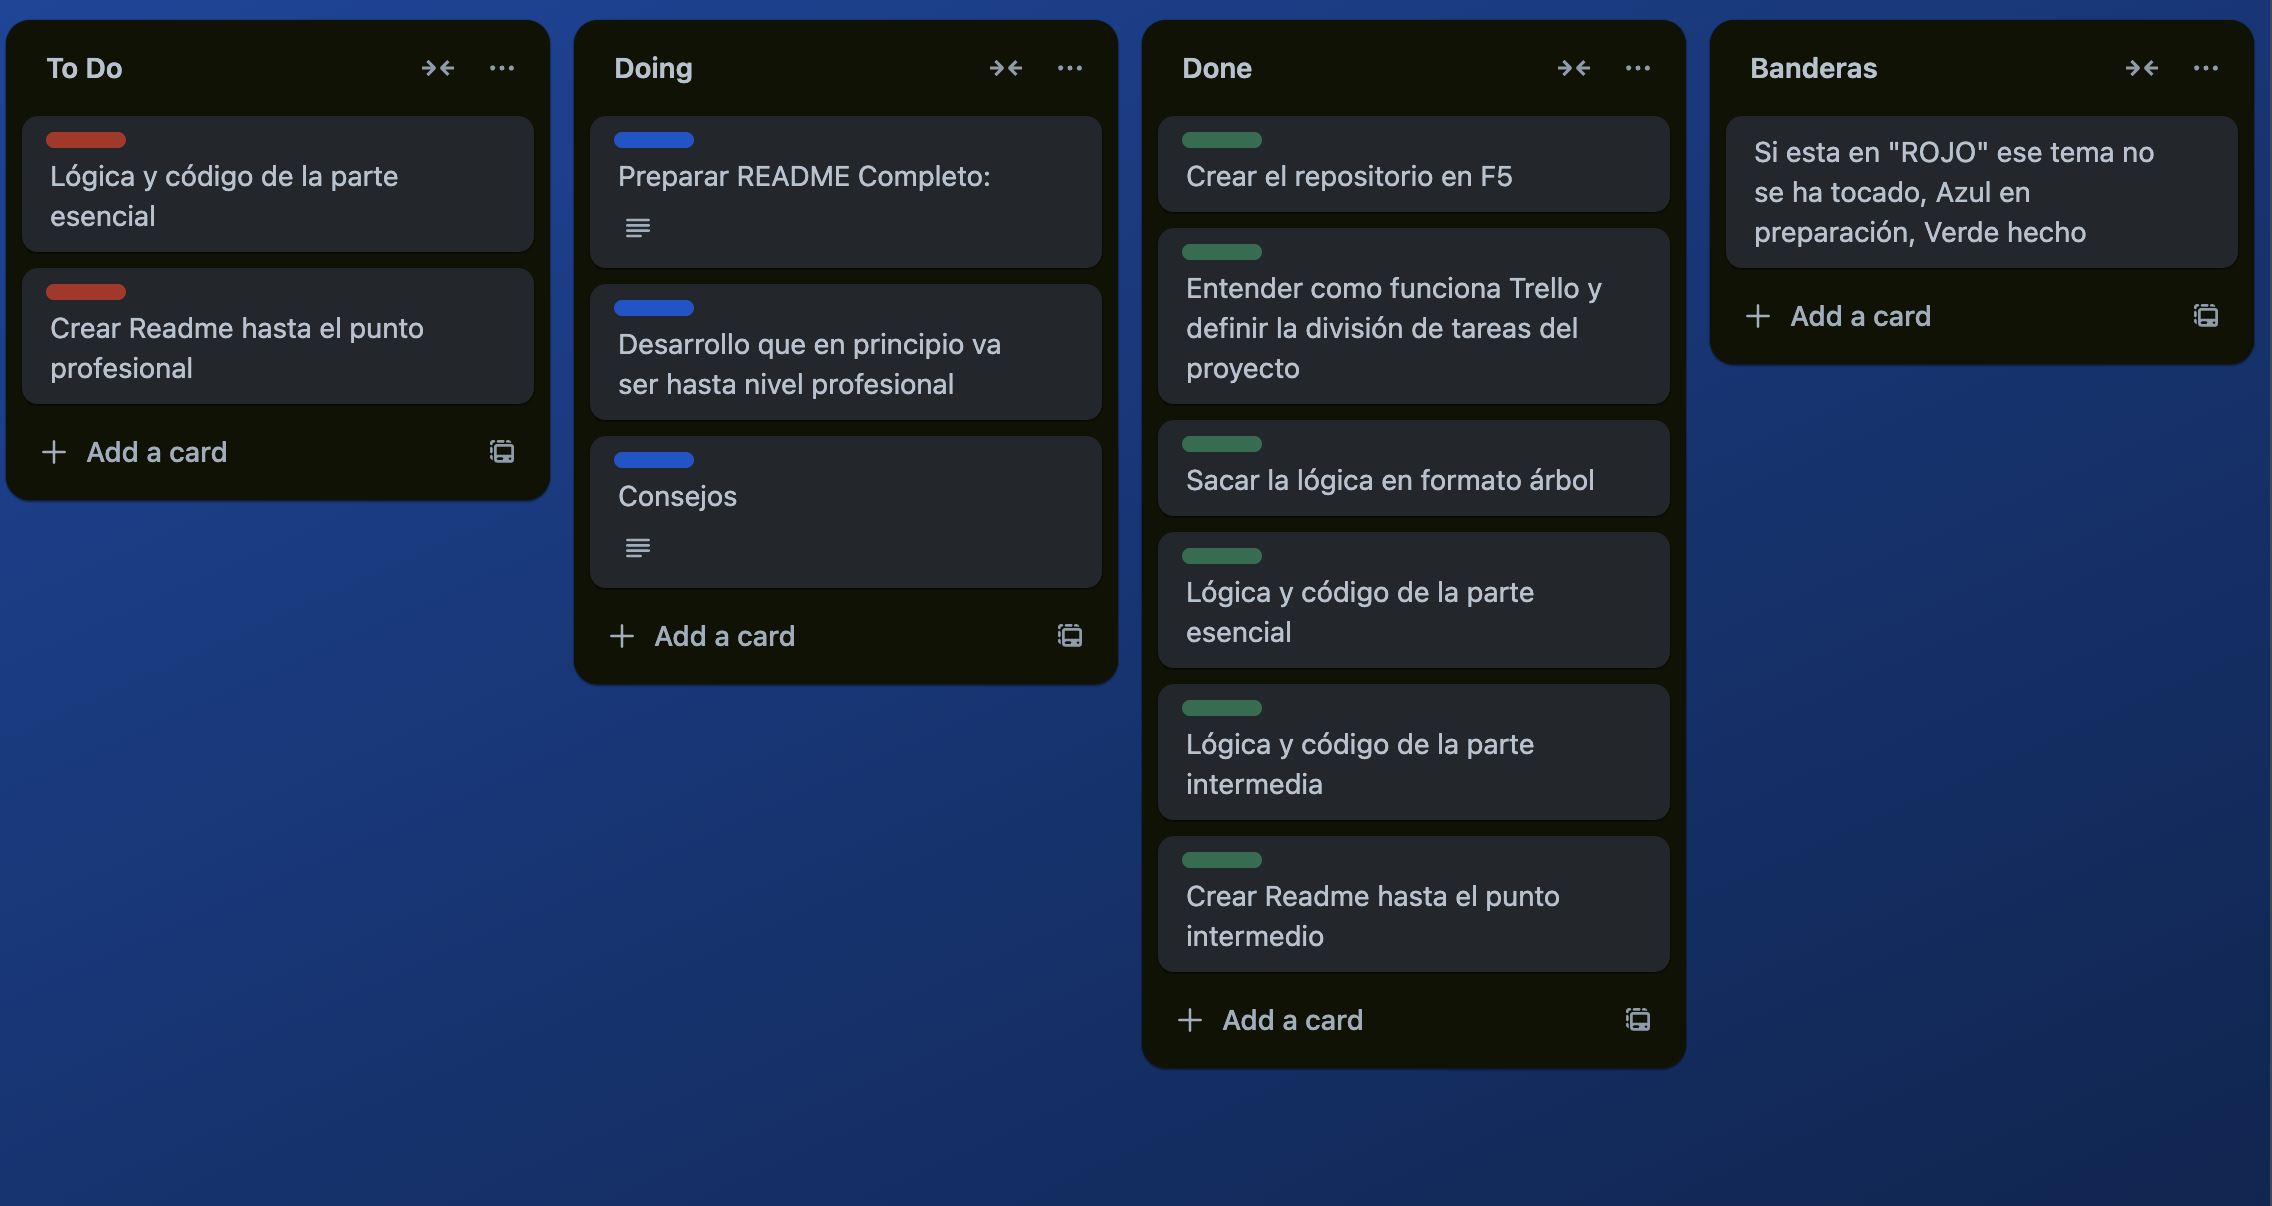 To Do
Lógica y código de la parte
esencial
Crear Readme hasta el punto
profesional
Add a card
Doing
Preparar README Completo:
Desarrollo que en principio va
ser hasta nivel profesional
Consejos
Add a card
Done
Crear el repositorio en F5
Entender como funciona Trello y
definir la división de tareas del
proyecto
Sacar la lógica en formato árbol
Lógica y código de la parte
esencial
Lógica y código de la parte
intermedia
Crear Readme hasta el punto
intermedio
Add a card
Banderas
Si esta en "ROJO" ese tema no
se ha tocado, Azul en
preparación, Verde hecho
Add a card